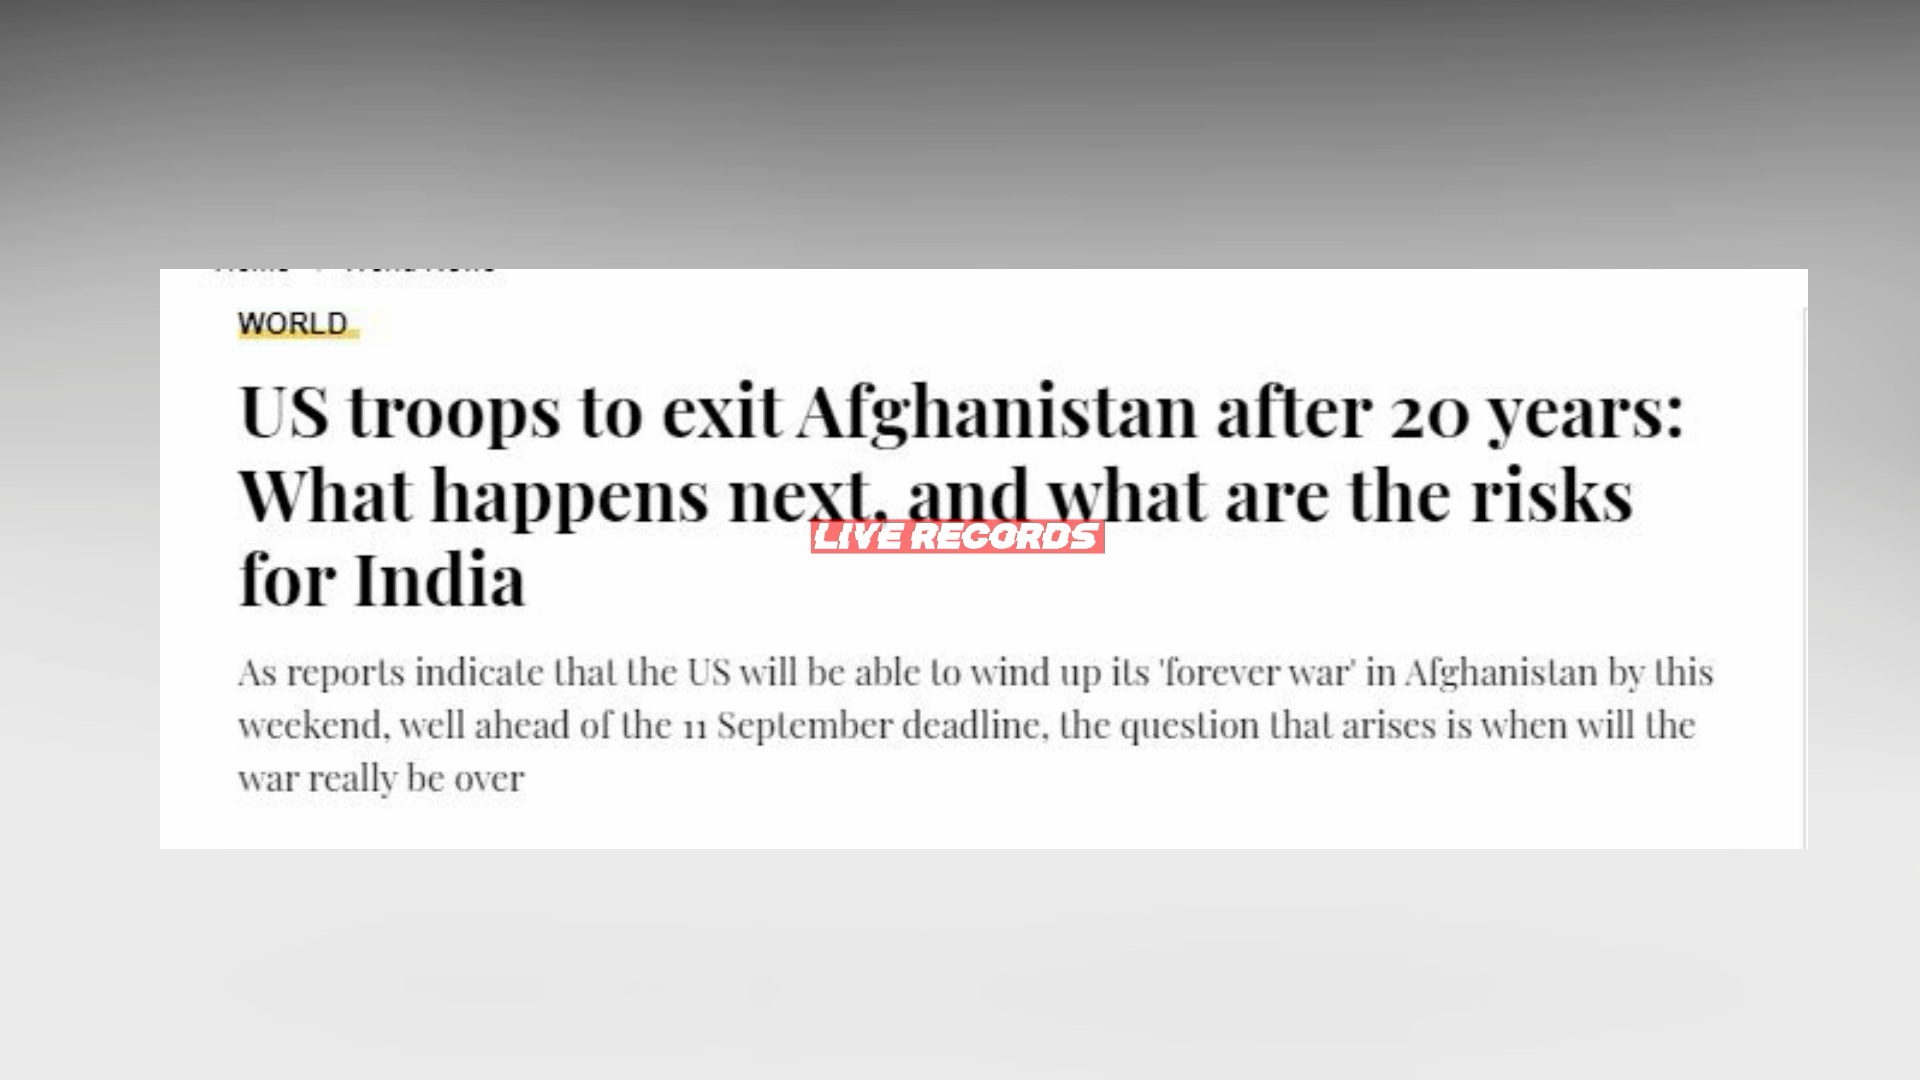 WORLD
US troops to exit Afghanistan after 20 years:
What happens next, and what are the risks
LIVE RECORDS
for India
As reports indicate that the US will be able to wind up its 'forever war' in Afghanistan by this
weekend, well ahead of the 11 September deadline, the question that arises is when will the
war really be over